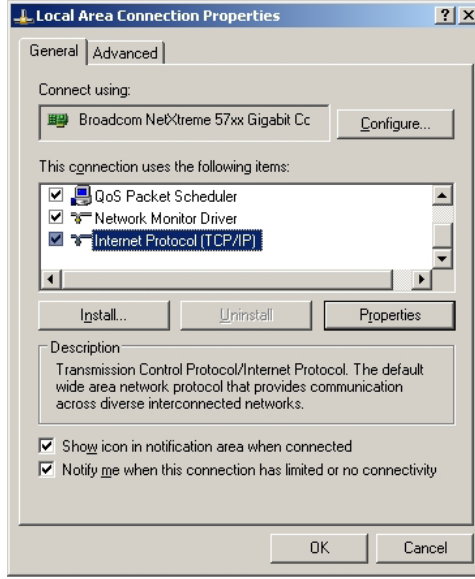 Local Area Connection Properties
General
Advanced
Connect using:
Broadcom NetXtreme 57xx Gigabit Cc
Configure...
This connection uses the following items:
QoS Packet Scheduler
Network Monitor Driver
Internet Protocol (TCP/IP)
Install...
Uninstall
Properties
Description
Transmission Control Protocol/Internet Protocol. The default
wide area network protocol that provides communication
across diverse interconnected networks.
Show icon in notification area when connected
Notify me when this connection has limited or no connectivity
OK
Cancel